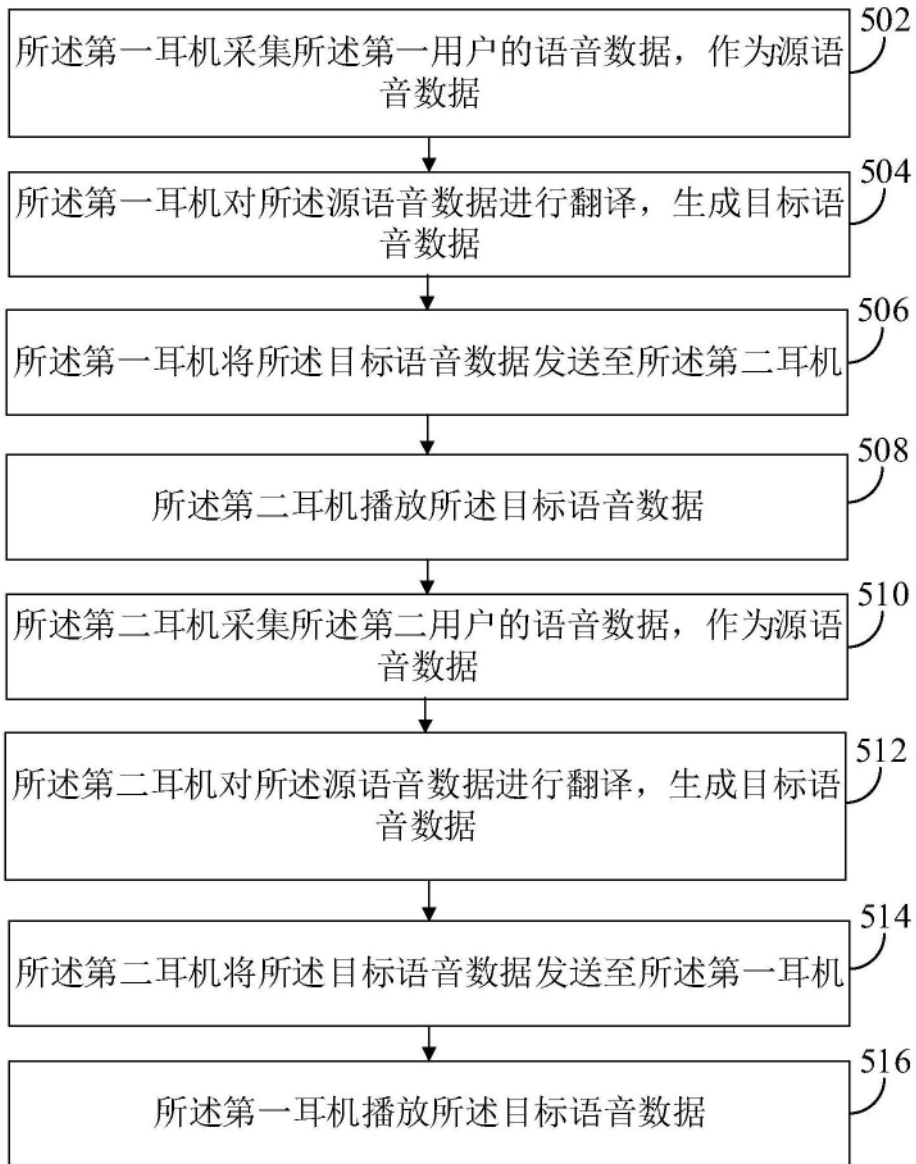 502
所述第一耳机采集所述第一用户的语音数据，作为源语
音数据
504
所述第一耳机对所述源语音数据进行翻译，生成目标语
音数据
506
所述第一耳机将所述目标语音数据发送至所述第二耳机
508
所述第二耳机播放所述目标语音数据
510
所述第二耳机采集所述第二用户的语音数据，作为源语
音数据
512
所述第二耳机对所述源语音数据进行翻译，生成目标语
音数据
514
所述第二耳机将所述目标语音数据发送至所述第一耳机
516
所述第一耳机播放所述目标语音数据